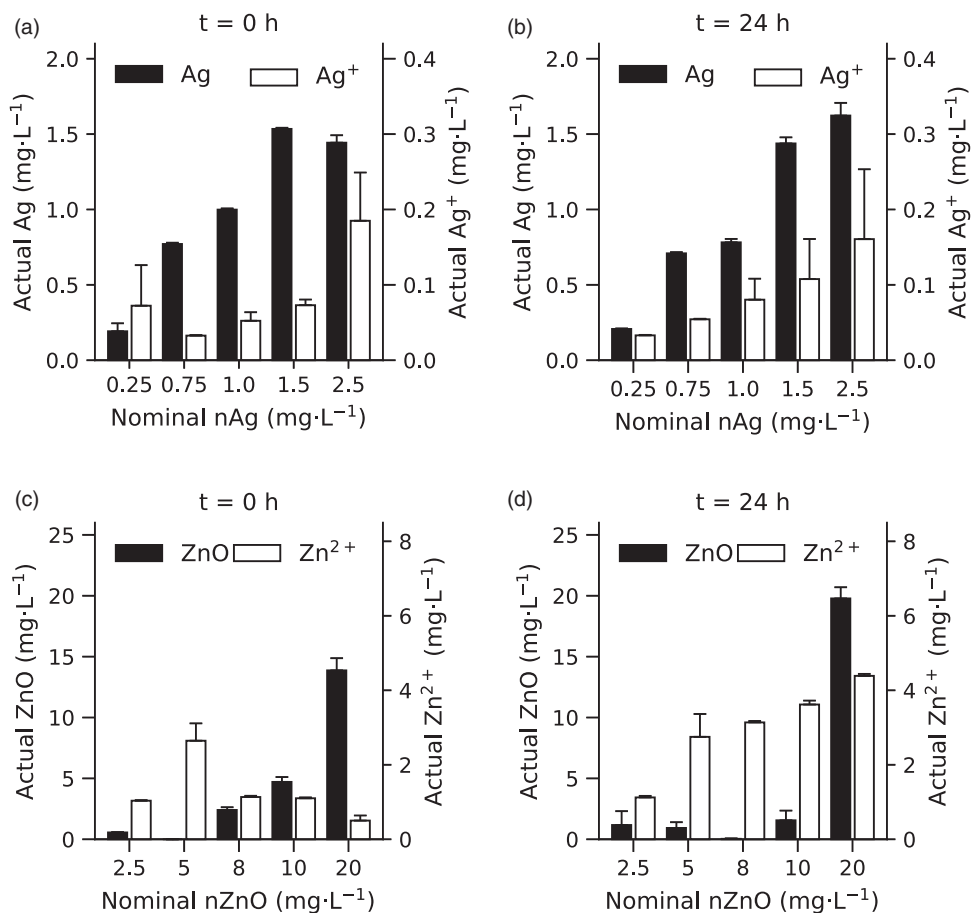 (a)
t = 0 h
Ag
Ag⁺
Actual Ag (mg·L⁻¹)
2.0
1.5
1.0
0.5
0.0
Actual Ag⁺ (mg·L⁻¹)
0.4
0.3
0.2
0.1
0.0
0.25 0.75 1.0 1.5 2.5
Nominal nAg (mg·L⁻¹)
(b)
t = 24 h
Ag
Ag⁺
Actual Ag (mg·L⁻¹)
2.0
1.5
1.0
0.5
0.0
Actual Ag⁺ (mg·L⁻¹)
0.4
0.3
0.2
0.1
0.0
0.25 0.75 1.0 1.5 2.5
Nominal nAg (mg·L⁻¹)
(c)
t = 0 h
ZnO
Zn²⁺
Actual ZnO (mg·L⁻¹)
25
20
15
10
5
0
Actual Zn²⁺ (mg·L⁻¹)
8
6
4
2
0
2.5 5 8 10 20
Nominal nZnO (mg·L⁻¹)
(d)
t = 24 h
ZnO
Zn²⁺
Actual ZnO (mg·L⁻¹)
25
20
15
10
5
0
Actual Zn²⁺ (mg·L⁻¹)
8
6
4
2
0
2.5 5 8 10 20
Nominal nZnO (mg·L⁻¹)